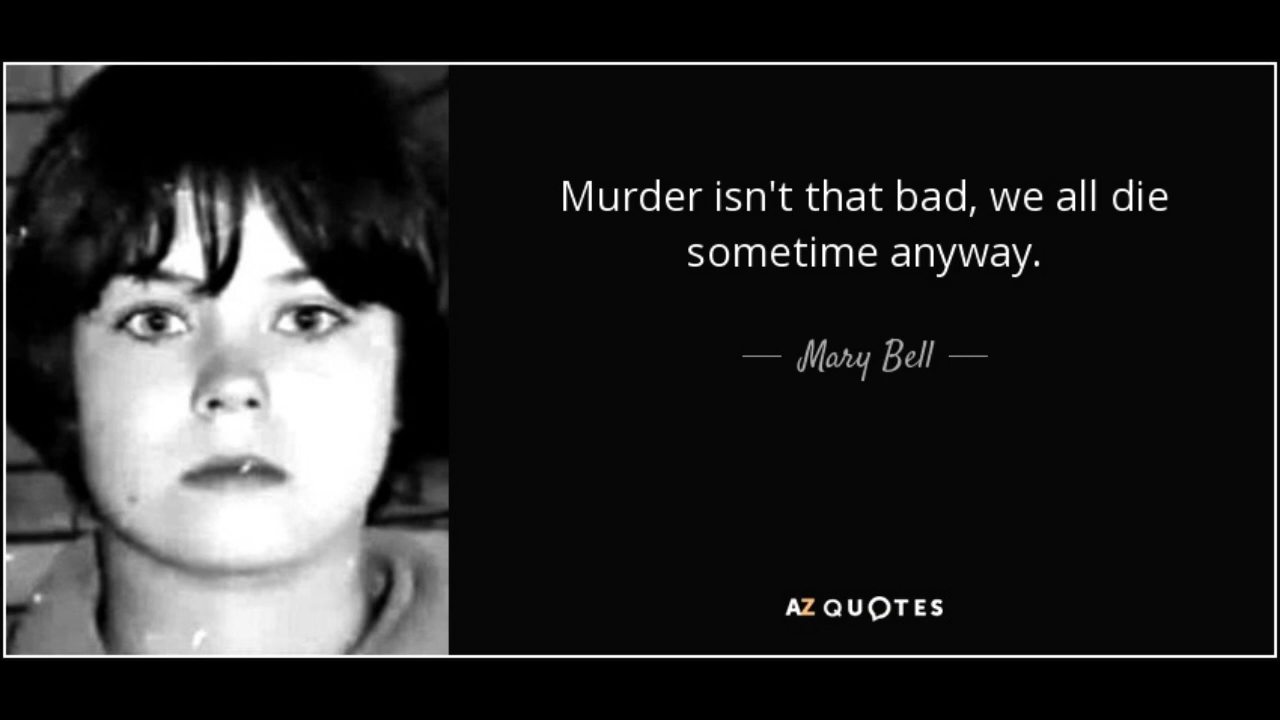 Murder isn't that bad, we all die
sometime anyway.
— Mary Bell —
AZ QUOTES